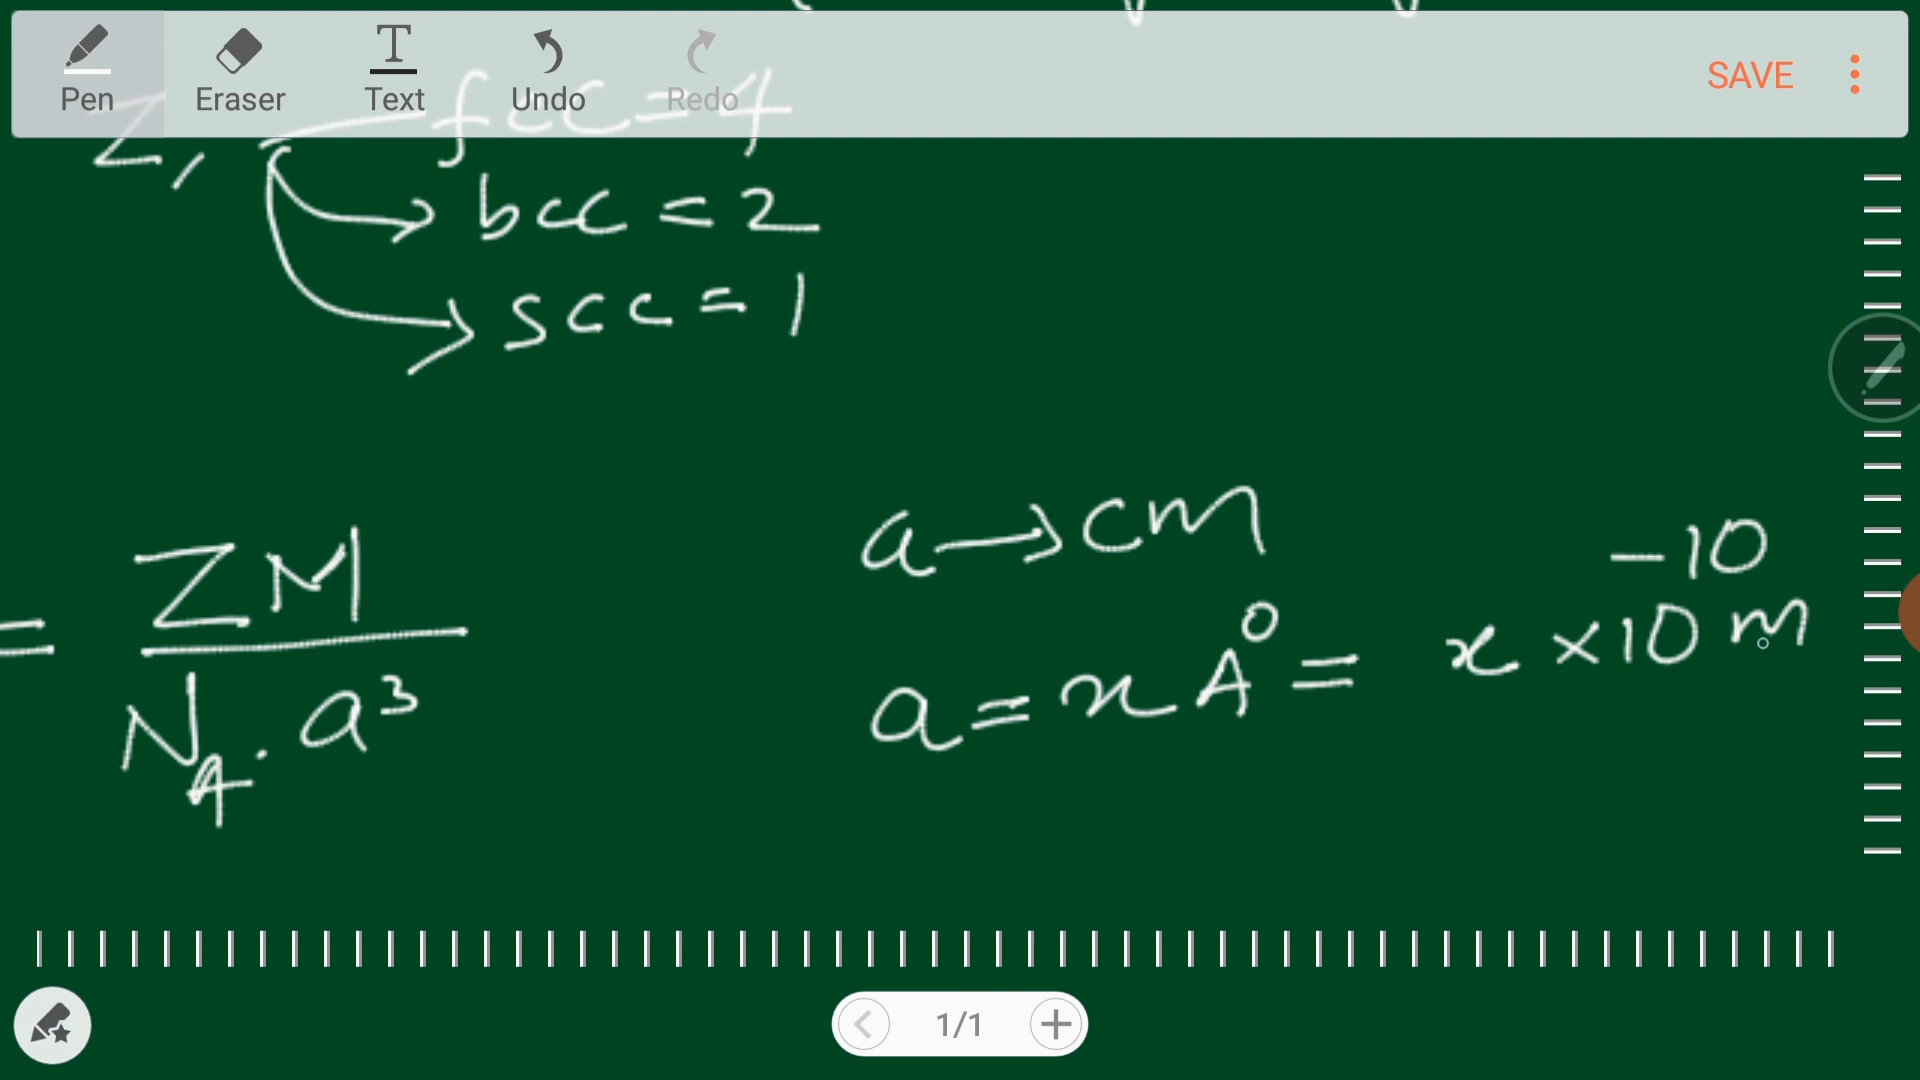 Pen Eraser Text Undo Redo SAVE
Z, fcc = 4
bcc = 2
scc = 1
a → cm
= ZM
N_A . a³
a = x A⁰ = x × 10⁻¹⁰ m
1/1